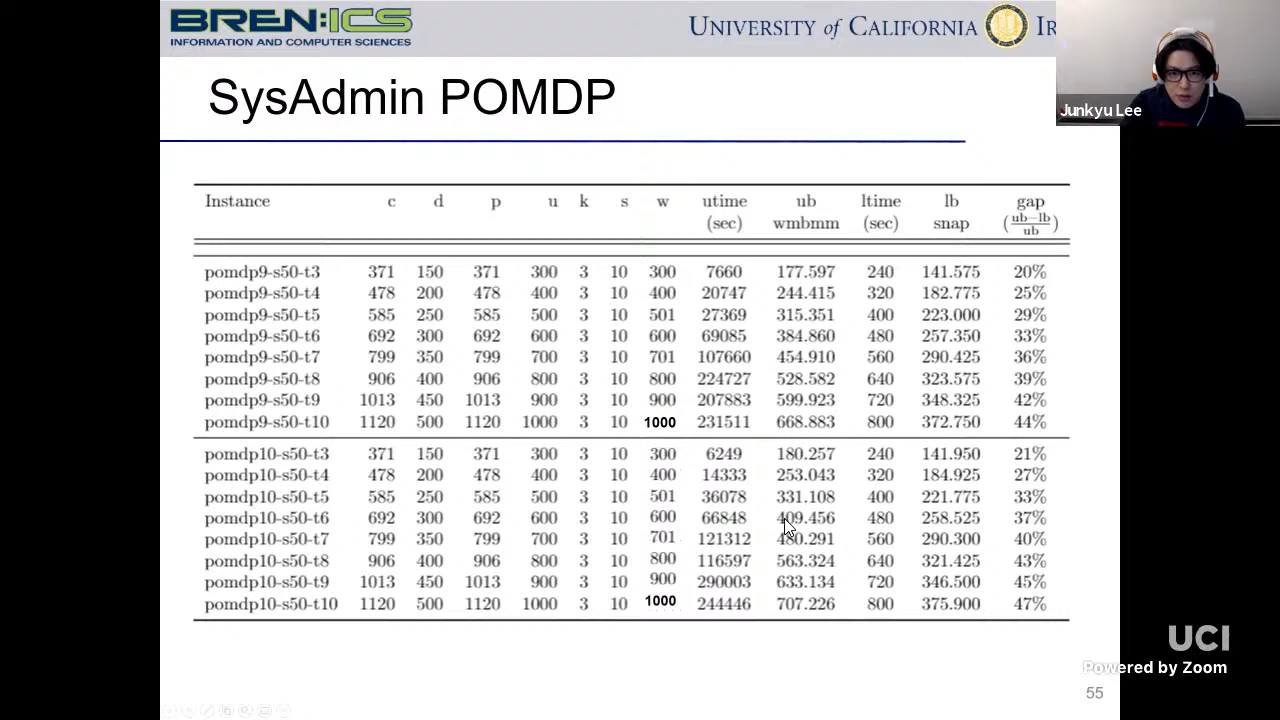 BREN:ICS
INFORMATION AND COMPUTER SCIENCES
UNIVERSITY of CALIFORNIA IR
Junkyu Lee
SysAdmin POMDP
Instance c d p u k s w utime ub ltime lb gap
(sec) wmbmm (sec) snap (ub−lb/ub)
pomdp9-s50-t3 371 150 371 300 3 10 300 7660 177.597 240 141.575 20%
pomdp9-s50-t4 478 200 478 400 3 10 400 20747 244.415 320 182.775 25%
pomdp9-s50-t5 585 250 585 500 3 10 501 27369 315.351 400 223.000 29%
pomdp9-s50-t6 692 300 692 600 3 10 600 69085 384.860 480 257.350 33%
pomdp9-s50-t7 799 350 799 700 3 10 701 107660 454.910 560 290.425 36%
pomdp9-s50-t8 906 400 906 800 3 10 800 224727 528.582 640 323.575 39%
pomdp9-s50-t9 1013 450 1013 900 3 10 900 207883 599.923 720 348.325 42%
pomdp9-s50-t10 1120 500 1120 1000 3 10 1000 231511 668.883 800 372.750 44%
pomdp10-s50-t3 371 150 371 300 3 10 300 6249 180.257 240 141.950 21%
pomdp10-s50-t4 478 200 478 400 3 10 400 14333 253.043 320 184.925 27%
pomdp10-s50-t5 585 250 585 500 3 10 501 36078 331.108 400 221.775 33%
pomdp10-s50-t6 692 300 692 600 3 10 600 66848 409.456 480 258.525 37%
pomdp10-s50-t7 799 350 799 700 3 10 701 121312 480.291 560 290.300 40%
pomdp10-s50-t8 906 400 906 800 3 10 800 116597 563.324 640 321.425 43%
pomdp10-s50-t9 1013 450 1013 900 3 10 900 290003 633.134 720 346.500 45%
pomdp10-s50-t10 1120 500 1120 1000 3 10 1000 244446 707.226 800 375.900 47%
UCI
Powered by Zoom
55